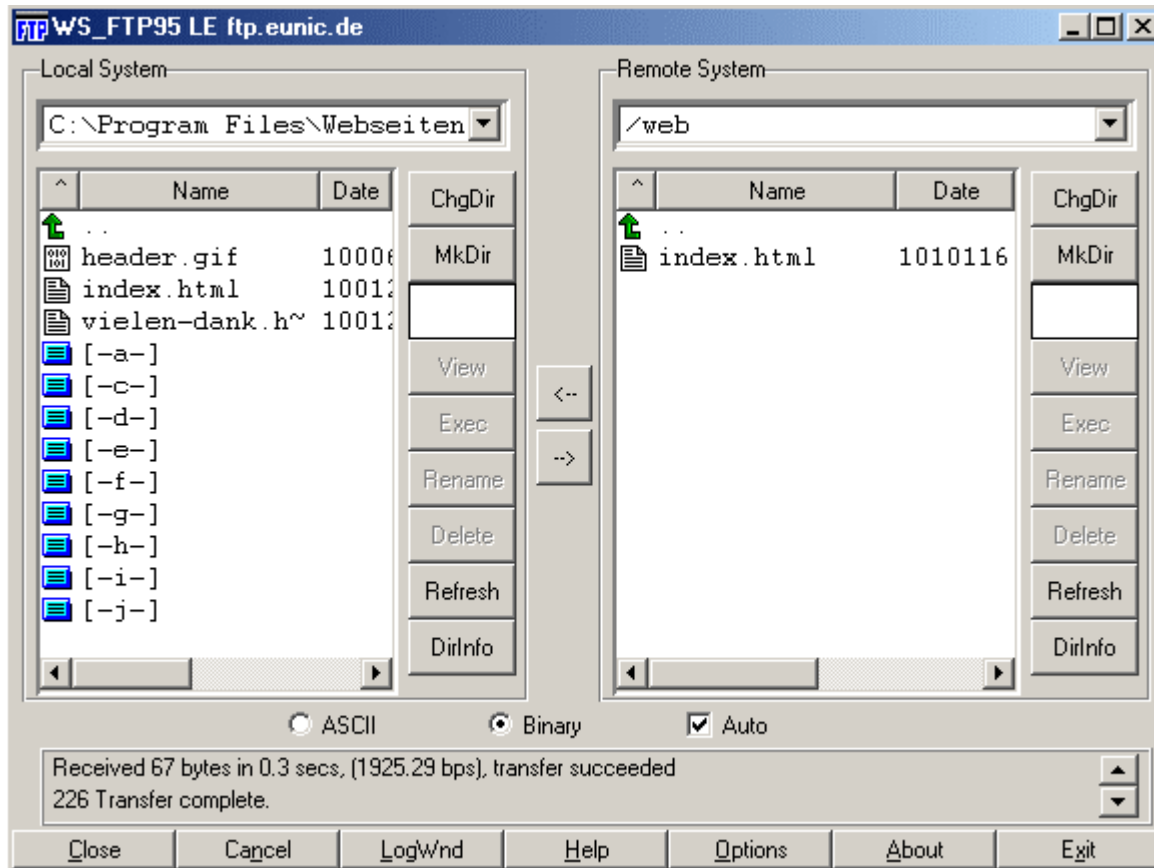 FTP WS_FTP95 LE ftp.eunic.de
Local System
C:\Program Files\Webseiten
^ Name Date
..
header.gif 10006
index.html 10012
vielen-dank.h~ 10012
[-a-]
[-c-]
[-d-]
[-e-]
[-f-]
[-g-]
[-h-]
[-i-]
[-j-]
ChgDir
MkDir
View
Exec
Rename
Delete
Refresh
DirInfo
<--
-->
Remote System
/web
^ Name Date
..
index.html 1010116
ChgDir
MkDir
View
Exec
Rename
Delete
Refresh
DirInfo
ASCII Binary Auto
Received 67 bytes in 0.3 secs, (1925.29 bps), transfer succeeded
226 Transfer complete.
Close Cancel LogWnd Help Options About Exit